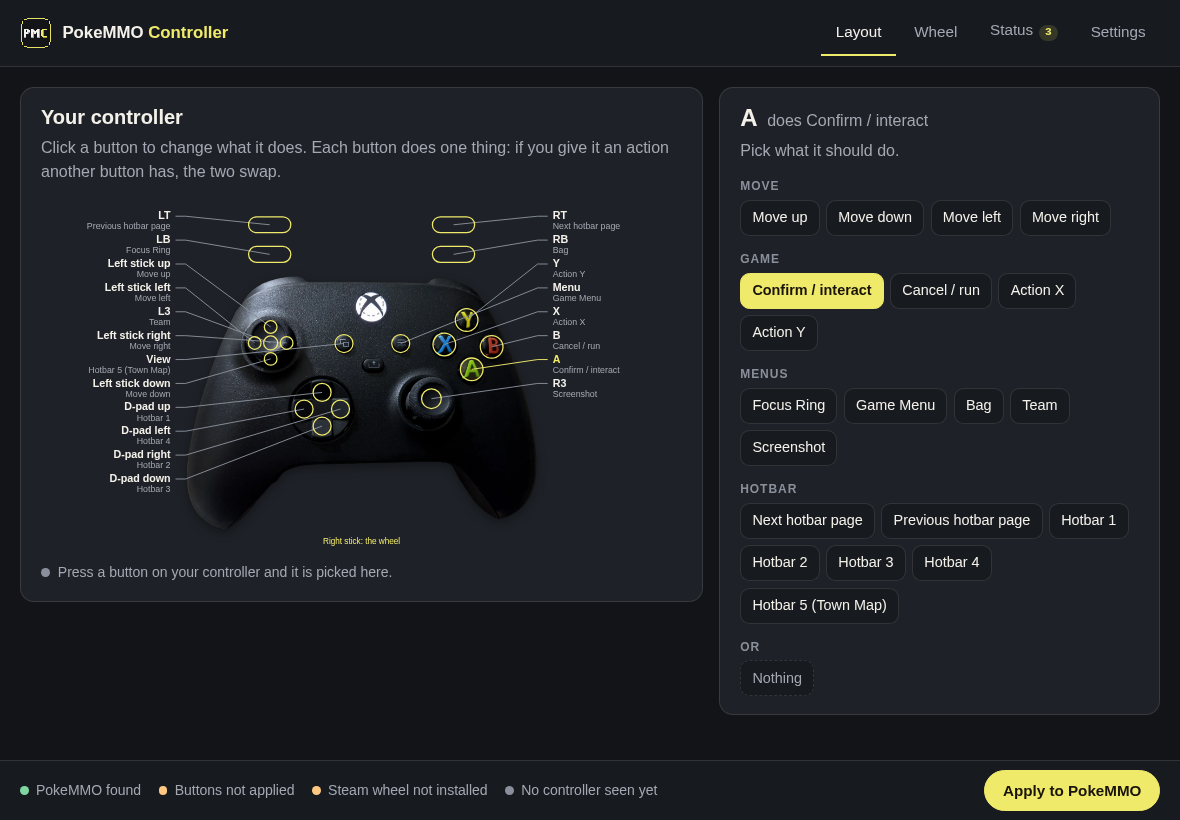 PMC
PokeMMO Controller
Layout
Wheel
Status 3
Settings
Your controller
Click a button to change what it does. Each button does one thing: if you give it an action
another button has, the two swap.
LT
Previous hotbar page
LB
Focus Ring
Left stick up
Move up
Left stick left
Move left
L3
Team
Left stick right
Move right
View
Hotbar 5 (Town Map)
Left stick down
Move down
D-pad up
Hotbar 1
D-pad left
Hotbar 4
D-pad right
Hotbar 2
D-pad down
Hotbar 3
RT
Next hotbar page
RB
Bag
Y
Action Y
Menu
Game Menu
X
Action X
B
Cancel / run
A
Confirm / interact
R3
Screenshot
Y
X
B
A
Right stick: the wheel
Press a button on your controller and it is picked here.
A does Confirm / interact
Pick what it should do.
MOVE
Move up
Move down
Move left
Move right
GAME
Confirm / interact
Cancel / run
Action X
Action Y
MENUS
Focus Ring
Game Menu
Bag
Team
Screenshot
HOTBAR
Next hotbar page
Previous hotbar page
Hotbar 1
Hotbar 2
Hotbar 3
Hotbar 4
Hotbar 5 (Town Map)
OR
Nothing
PokeMMO found
Buttons not applied
Steam wheel not installed
No controller seen yet
Apply to PokeMMO